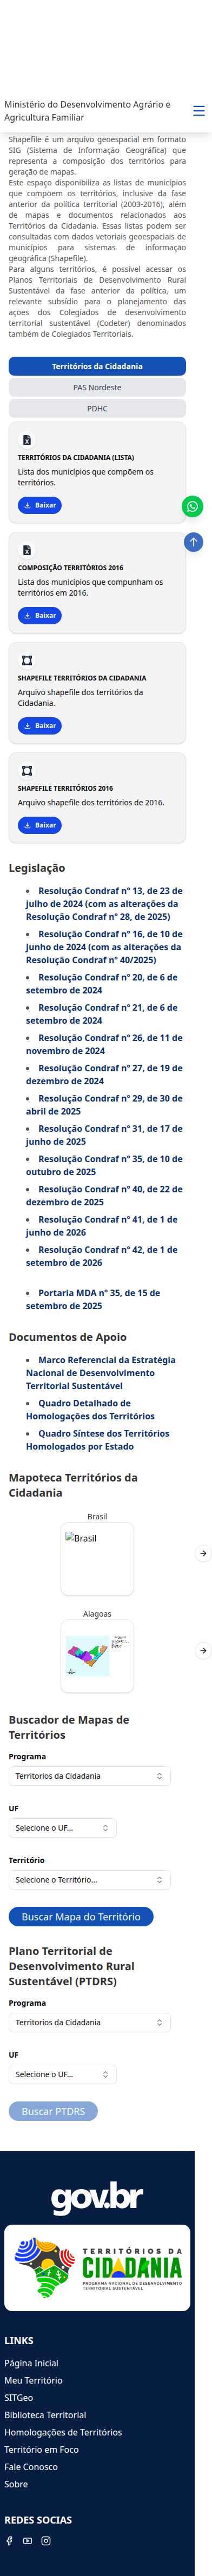 Ministério do Desenvolvimento Agrário e
Agricultura Familiar
Shapefile é um arquivo geoespacial em formato
SIG (Sistema de Informação Geográfica) que
representa a composição dos territórios para
geração de mapas.
Este espaço disponibiliza as listas de municípios
que compõem os territórios, inclusive da fase
anterior da política territorial (2003-2016), além
de mapas e documentos relacionados aos
Territórios da Cidadania. Essas listas podem ser
consultadas com dados vetoriais geoespaciais de
municípios para sistemas de informação
geográfica (Shapefile).
Para alguns territórios, é possível acessar os
Planos Territoriais de Desenvolvimento Rural
Sustentável da fase anterior da política, um
relevante subsídio para o planejamento das
ações dos Colegiados de desenvolvimento
territorial sustentável (Codeter) denominados
também de Colegiados Territoriais.
Territórios da Cidadania
PAS Nordeste
PDHC
TERRITÓRIOS DA CIDADANIA (LISTA)
Lista dos municípios que compõem os
territórios.
Baixar
COMPOSIÇÃO TERRITÓRIOS 2016
Lista dos municípios que compunham os
territórios em 2016.
Baixar
SHAPEFILE TERRITÓRIOS DA CIDADANIA
Arquivo shapefile dos territórios da
Cidadania.
Baixar
SHAPEFILE TERRITÓRIOS 2016
Arquivo shapefile dos territórios de 2016.
Baixar
Legislação
Resolução Condraf nº 13, de 23 de
julho de 2024 (com as alterações da
Resolução Condraf nº 28, de 2025)
Resolução Condraf nº 16, de 10 de
junho de 2024 (com as alterações da
Resolução Condraf nº 40/2025)
Resolução Condraf nº 20, de 6 de
setembro de 2024
Resolução Condraf nº 21, de 6 de
setembro de 2024
Resolução Condraf nº 26, de 11 de
novembro de 2024
Resolução Condraf nº 27, de 19 de
dezembro de 2024
Resolução Condraf nº 29, de 30 de
abril de 2025
Resolução Condraf nº 31, de 17 de
junho de 2025
Resolução Condraf nº 35, de 10 de
outubro de 2025
Resolução Condraf nº 40, de 22 de
dezembro de 2025
Resolução Condraf nº 41, de 1 de
junho de 2026
Resolução Condraf nº 42, de 1 de
setembro de 2026
Portaria MDA nº 35, de 15 de
setembro de 2025
Documentos de Apoio
Marco Referencial da Estratégia
Nacional de Desenvolvimento
Territorial Sustentável
Quadro Detalhado de
Homologações dos Territórios
Quadro Síntese dos Territórios
Homologados por Estado
Mapoteca Territórios da
Cidadania
Brasil
Brasil
Alagoas
Buscador de Mapas de
Territórios
Programa
Territorios da Cidadania
UF
Selecione o UF...
Território
Selecione o Território...
Buscar Mapa do Território
Plano Territorial de
Desenvolvimento Rural
Sustentável (PTDRS)
Programa
Territorios da Cidadania
UF
Selecione o UF...
Buscar PTDRS
gov.br
TERRITÓRIOS DA
CIDADANIA
PROGRAMA NACIONAL DE DESENVOLVIMENTO
TERRITORIAL SUSTENTÁVEL
LINKS
Página Inicial
Meu Território
SITGeo
Biblioteca Territorial
Homologações de Territórios
Território em Foco
Fale Conosco
Sobre
REDES SOCIAS